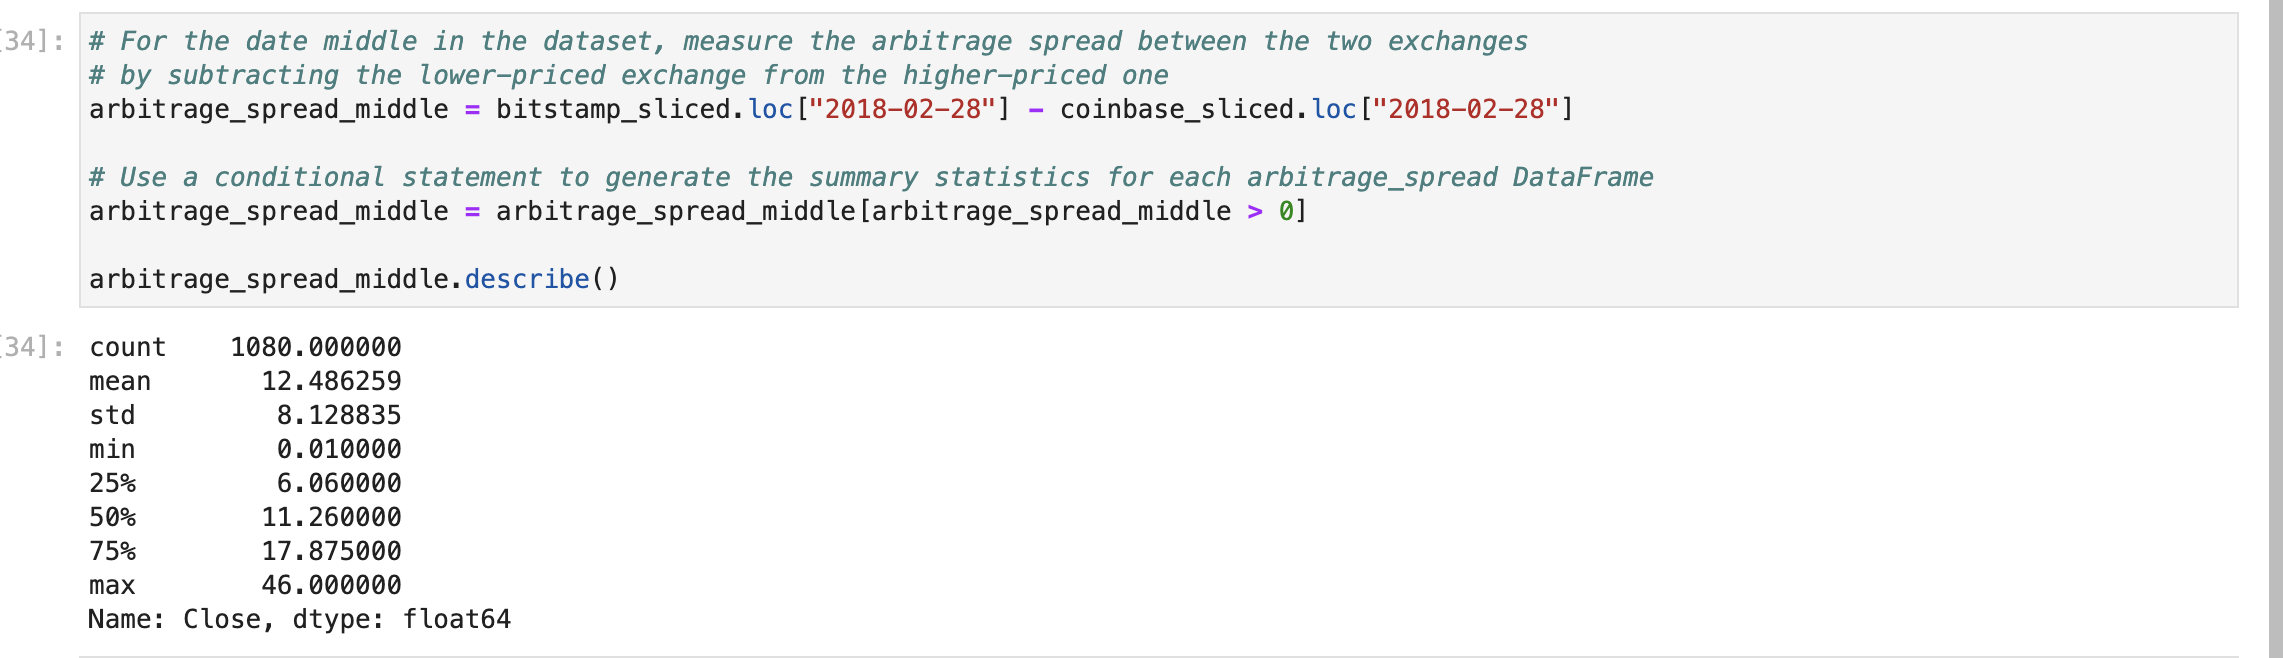 [34]: # For the date middle in the dataset, measure the arbitrage spread between the two exchanges
# by subtracting the lower-priced exchange from the higher-priced one
arbitrage_spread_middle = bitstamp_sliced.loc["2018-02-28"] - coinbase_sliced.loc["2018-02-28"]
# Use a conditional statement to generate the summary statistics for each arbitrage_spread DataFrame
arbitrage_spread_middle = arbitrage_spread_middle[arbitrage_spread_middle > 0]
arbitrage_spread_middle.describe()
[34]: count 1080.000000
mean 12.486259
std 8.128835
min 0.010000
25% 6.060000
50% 11.260000
75% 17.875000
max 46.000000
Name: Close, dtype: float64